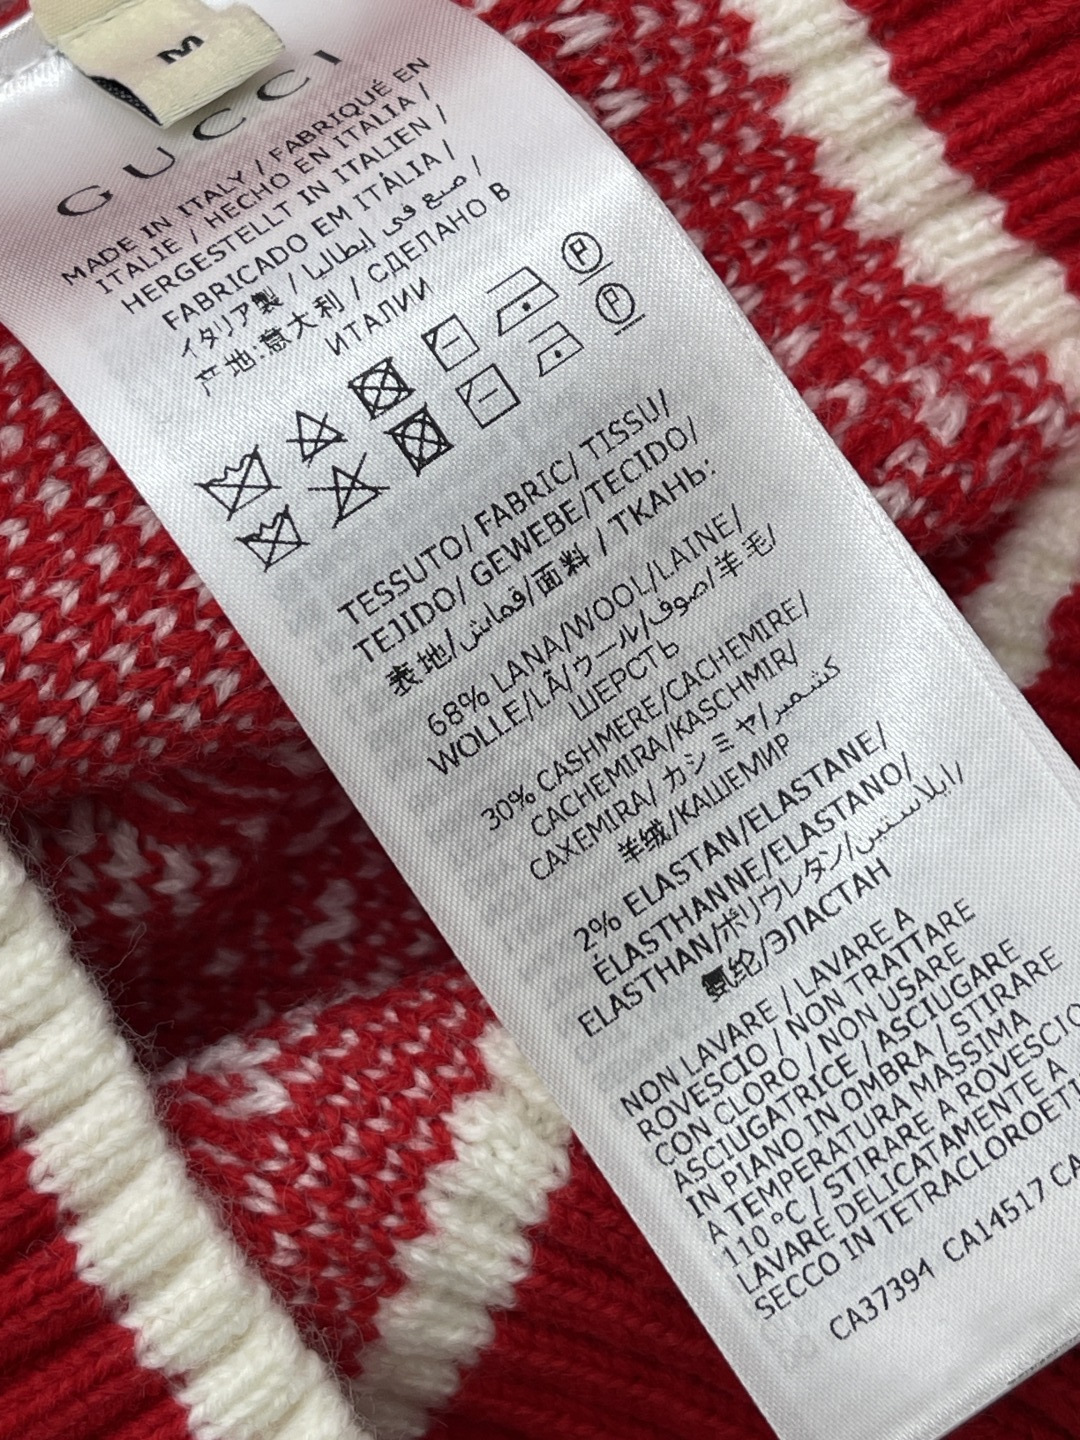 M
GUCCI
MADE IN ITALY / FABRIQUÉ EN
ITALIE / HECHO EN ITALIA /
HERGESTELLT IN ITALIEN /
FABRICADO EM ITÁLIA /
イタリア製 / صنع في إيطاليا /
产地:意大利 / СДЕЛАНО В
ИТАЛИИ
P
P
TESSUTO/ FABRIC/ TISSU/
TEJIDO/ GEWEBE/TECIDO/
表地/قماش/面料 / ТКАНЬ:
68% LANA/WOOL/LAINE/
WOLLE/LÃ/ウール/صوف/羊毛/
ШЕРСТЬ
30% CASHMERE/CACHEMIRE/
CACHEMIRA/KASCHMIR/
CAXEMIRA/ カシミヤ/كشمير/
羊绒/КАШЕМИР
2% ELASTAN/ELASTANE/
ÉLASTHANNE/ELASTANO/
ELASTHAN/ポリウレタン/ايلاستين/
氨纶/ЭЛАСТАН
NON LAVARE / LAVARE A
ROVESCIO / NON TRATTARE
CON CLORO / NON USARE
ASCIUGATRICE / ASCIUGARE
IN PIANO IN OMBRA / STIRARE
A TEMPERATURA MASSIMA
110 °C / STIRARE A ROVESCIO
LAVARE DELICATAMENTE A
SECCO IN TETRACLOROETI
CA37394 CA14517 CA